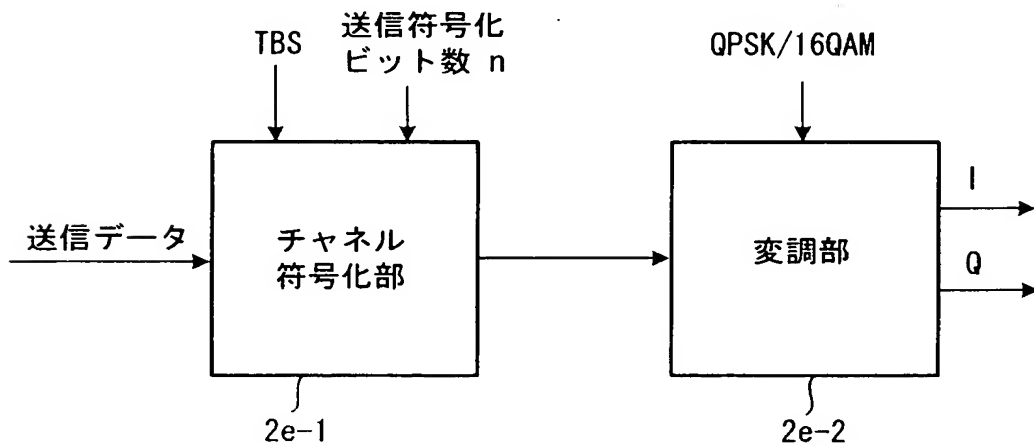 TBS
送信符号化
ビット数 n
QPSK/16QAM
送信データ
チャネル
符号化部
変調部
I
Q
2e-1
2e-2